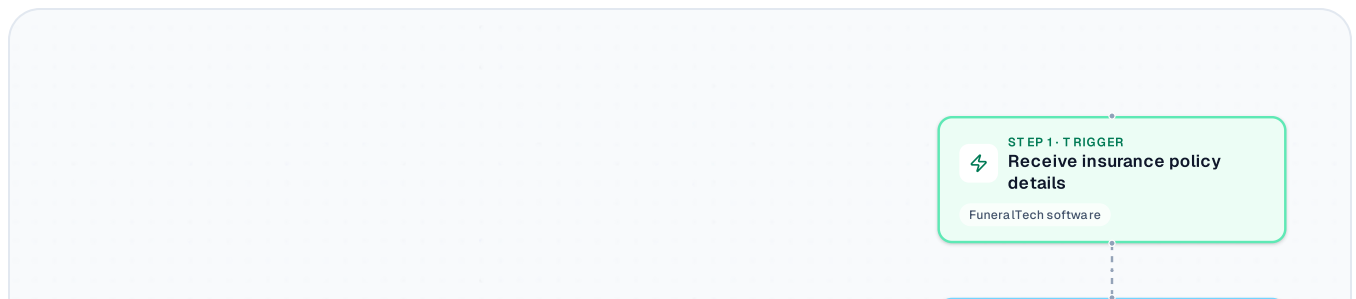 STEP 1 · TRIGGER
Receive insurance policy
details
FuneralTech software